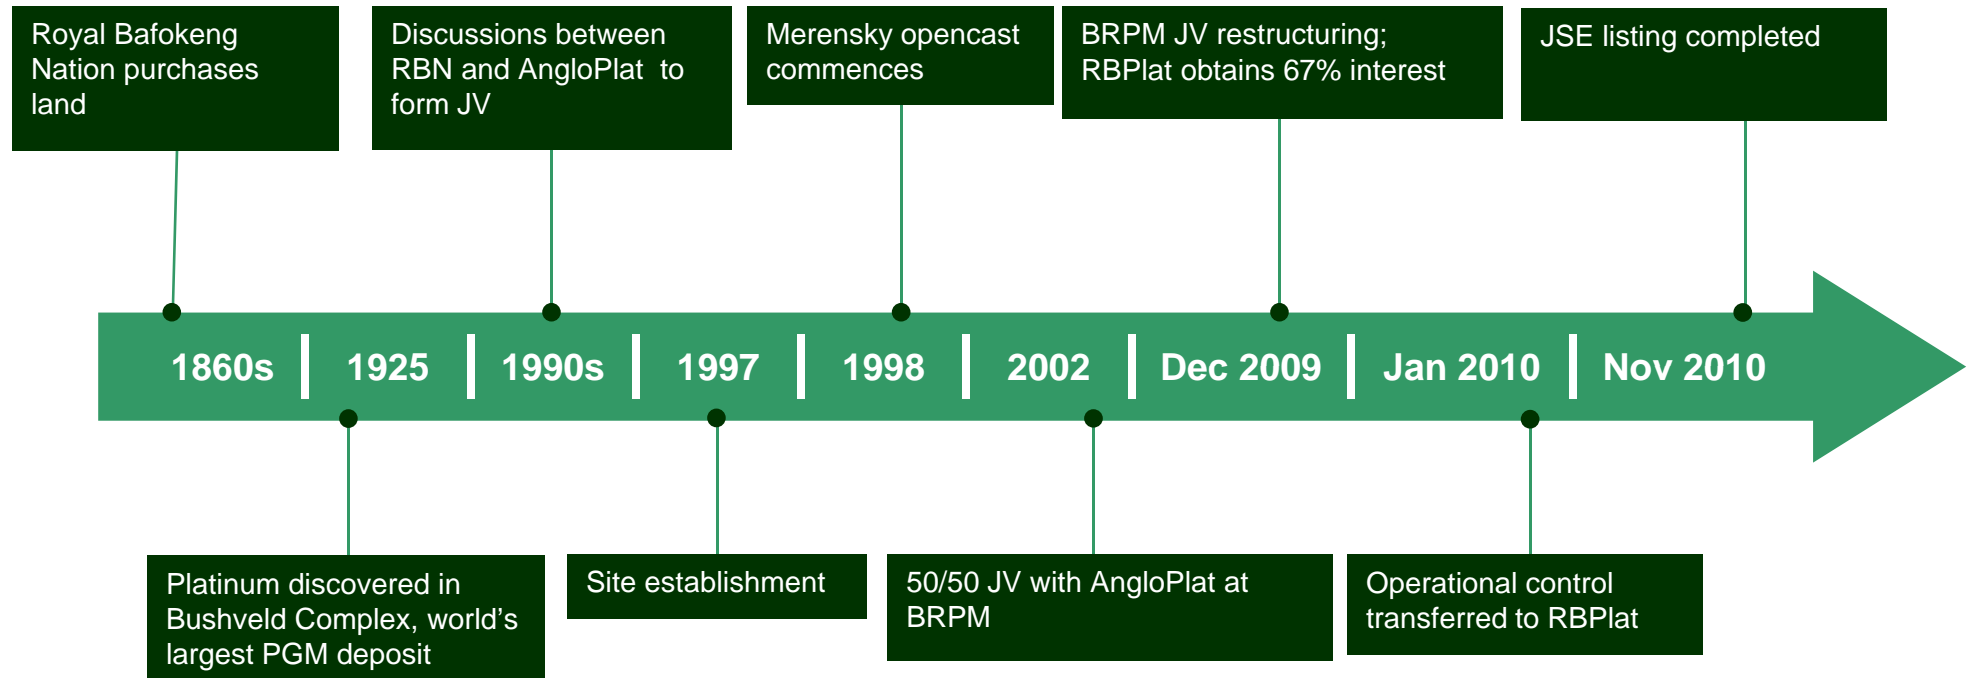 Royal Bafokeng
Nation purchases
land
Discussions between
RBN and AngloPlat to
form JV
Merensky opencast
commences
BRPM JV restructuring;
RBPlat obtains 67% interest
JSE listing completed
1860s
1925
1990s
1997
1998
2002
Dec 2009
Jan 2010
Nov 2010
Platinum discovered in
Bushveld Complex, world’s
largest PGM deposit
Site establishment
50/50 JV with AngloPlat at
BRPM
Operational control
transferred to RBPlat